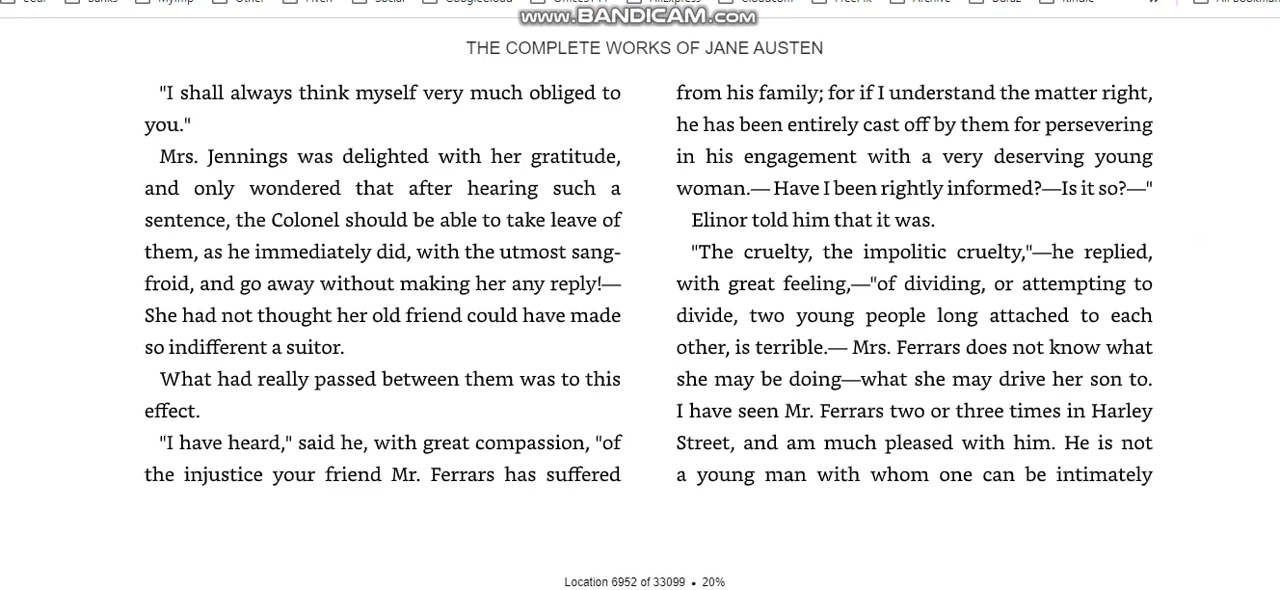 www.BANDICAM.com
THE COMPLETE WORKS OF JANE AUSTEN
"I shall always think myself very much obliged to
you."
Mrs. Jennings was delighted with her gratitude,
and only wondered that after hearing such a
sentence, the Colonel should be able to take leave of
them, as he immediately did, with the utmost sang-
froid, and go away without making her any reply!—
She had not thought her old friend could have made
so indifferent a suitor.
What had really passed between them was to this
effect.
"I have heard," said he, with great compassion, "of
the injustice your friend Mr. Ferrars has suffered
from his family; for if I understand the matter right,
he has been entirely cast off by them for persevering
in his engagement with a very deserving young
woman.— Have I been rightly informed?—Is it so?—"
Elinor told him that it was.
"The cruelty, the impolitic cruelty,"—he replied,
with great feeling,—"of dividing, or attempting to
divide, two young people long attached to each
other, is terrible.— Mrs. Ferrars does not know what
she may be doing—what she may drive her son to.
I have seen Mr. Ferrars two or three times in Harley
Street, and am much pleased with him. He is not
a young man with whom one can be intimately
Location 6952 of 33099 • 20%